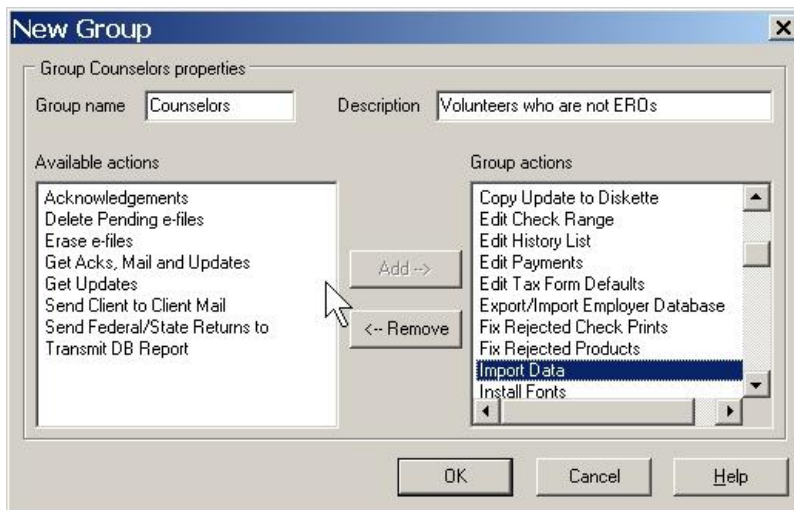 New Group
Group Counselors properties
Group name Counselors Description Volunteers who are not EROs
Available actions
Acknowledgements
Delete Pending e-files
Erase e-files
Get Acks, Mail and Updates
Get Updates
Send Client to Client Mail
Send Federal/State Returns to
Transmit DB Report
Add -->
<-- Remove
Group actions
Copy Update to Diskette
Edit Check Range
Edit History List
Edit Payments
Edit Tax Form Defaults
Export/Import Employer Database
Fix Rejected Check Prints
Fix Rejected Products
Import Data
Install Fonts
OK Cancel Help